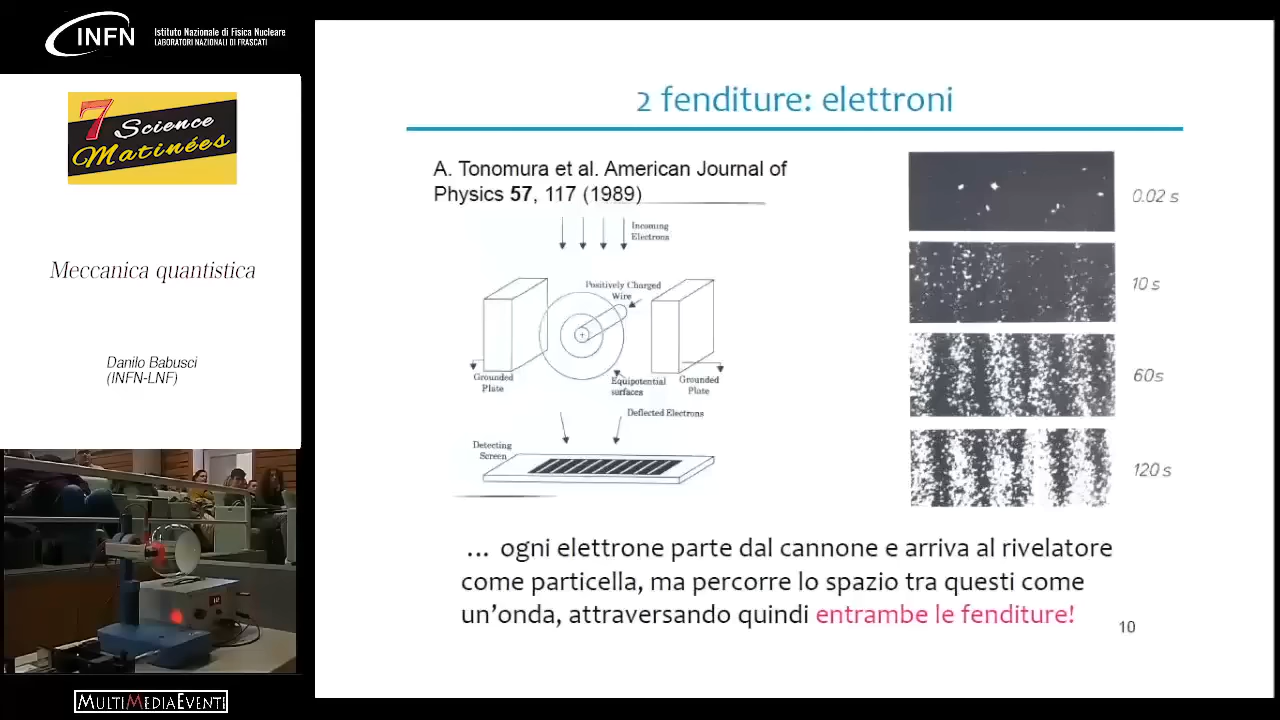 INFN
Istituto Nazionale di Fisica Nucleare
LABORATORI NAZIONALI DI FRASCATI
7
Science
Matinées
Meccanica quantistica
Danilo Babusci
(INFN-LNF)
MULTIMEDIAEVENTI
2 fenditure: elettroni
A. Tonomura et al. American Journal of
Physics 57, 117 (1989)
Incoming
Electrons
Positively Charged
Wire
+
Grounded
Plate
Equipotential
surfaces
Grounded
Plate
Deflected Electrons
Detecting
Screen
0.02 s
10 s
60s
120 s
... ogni elettrone parte dal cannone e arriva al rivelatore
come particella, ma percorre lo spazio tra questi come
un'onda, attraversando quindi entrambe le fenditure!
10